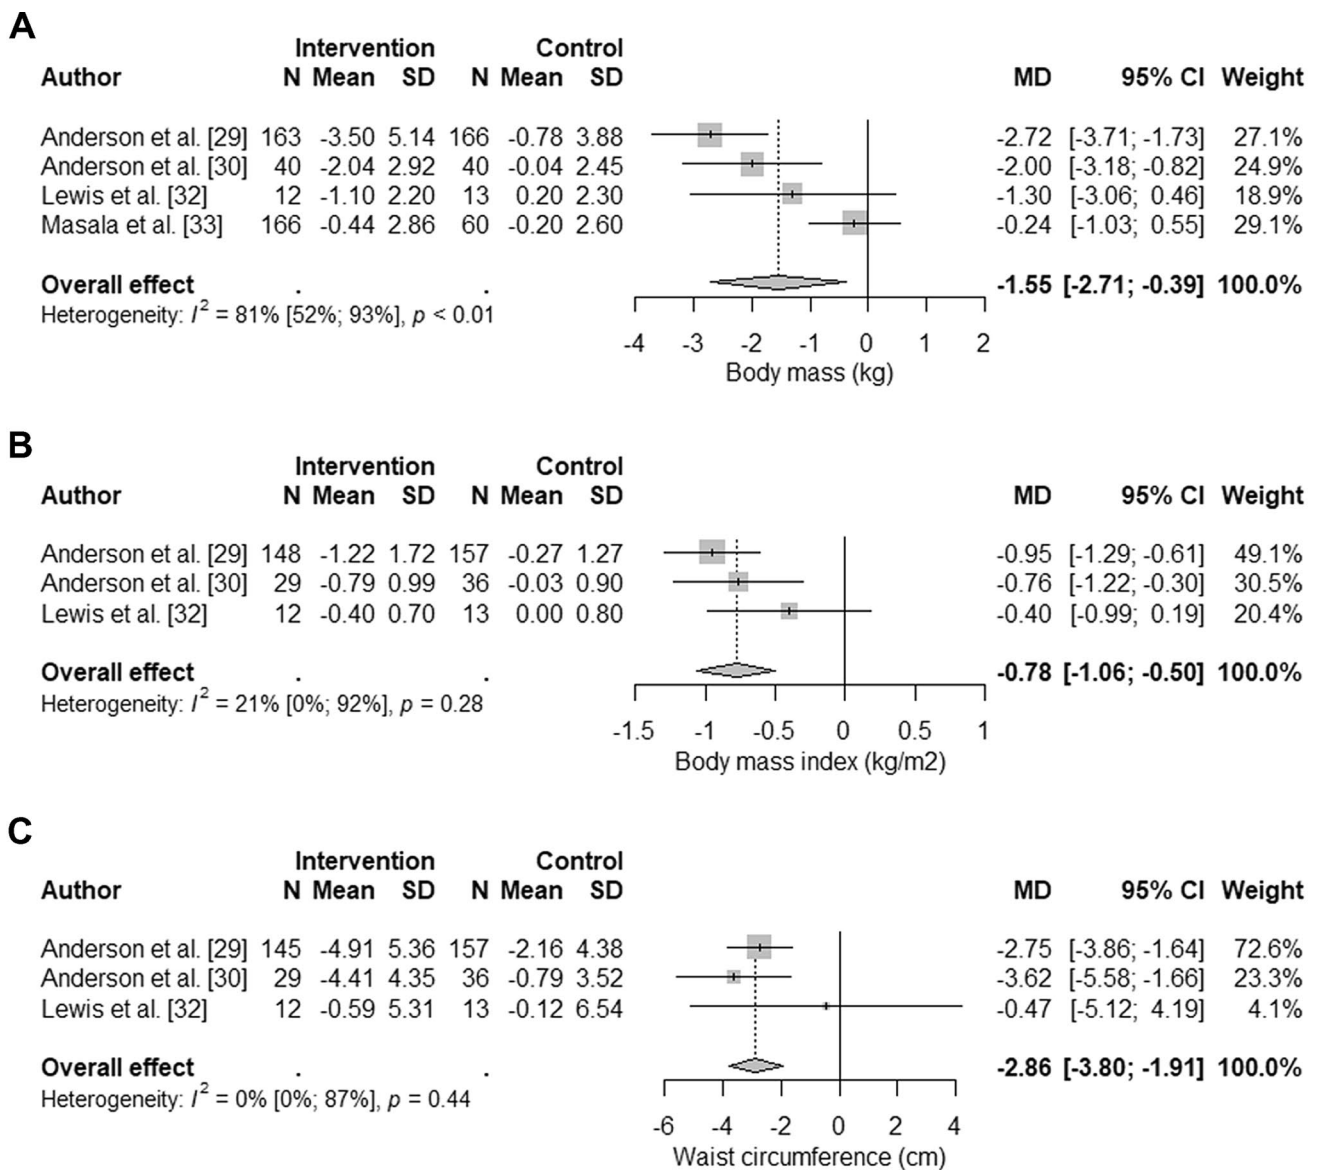 A
Intervention Control
Author N Mean SD N Mean SD MD 95% CI Weight
Anderson et al. [29] 163 -3.50 5.14 166 -0.78 3.88 -2.72 [-3.71; -1.73] 27.1%
Anderson et al. [30] 40 -2.04 2.92 40 -0.04 2.45 -2.00 [-3.18; -0.82] 24.9%
Lewis et al. [32] 12 -1.10 2.20 13 0.20 2.30 -1.30 [-3.06; 0.46] 18.9%
Masala et al. [33] 166 -0.44 2.86 60 -0.20 2.60 -0.24 [-1.03; 0.55] 29.1%
Overall effect . . -1.55 [-2.71; -0.39] 100.0%
Heterogeneity: I² = 81% [52%; 93%], p < 0.01
-4 -3 -2 -1 0 1 2
Body mass (kg)
B
Intervention Control
Author N Mean SD N Mean SD MD 95% CI Weight
Anderson et al. [29] 148 -1.22 1.72 157 -0.27 1.27 -0.95 [-1.29; -0.61] 49.1%
Anderson et al. [30] 29 -0.79 0.99 36 -0.03 0.90 -0.76 [-1.22; -0.30] 30.5%
Lewis et al. [32] 12 -0.40 0.70 13 0.00 0.80 -0.40 [-0.99; 0.19] 20.4%
Overall effect . . -0.78 [-1.06; -0.50] 100.0%
Heterogeneity: I² = 21% [0%; 92%], p = 0.28
-1.5 -1 -0.5 0 0.5 1
Body mass index (kg/m2)
C
Intervention Control
Author N Mean SD N Mean SD MD 95% CI Weight
Anderson et al. [29] 145 -4.91 5.36 157 -2.16 4.38 -2.75 [-3.86; -1.64] 72.6%
Anderson et al. [30] 29 -4.41 4.35 36 -0.79 3.52 -3.62 [-5.58; -1.66] 23.3%
Lewis et al. [32] 12 -0.59 5.31 13 -0.12 6.54 -0.47 [-5.12; 4.19] 4.1%
Overall effect . . -2.86 [-3.80; -1.91] 100.0%
Heterogeneity: I² = 0% [0%; 87%], p = 0.44
-6 -4 -2 0 2 4
Waist circumference (cm)